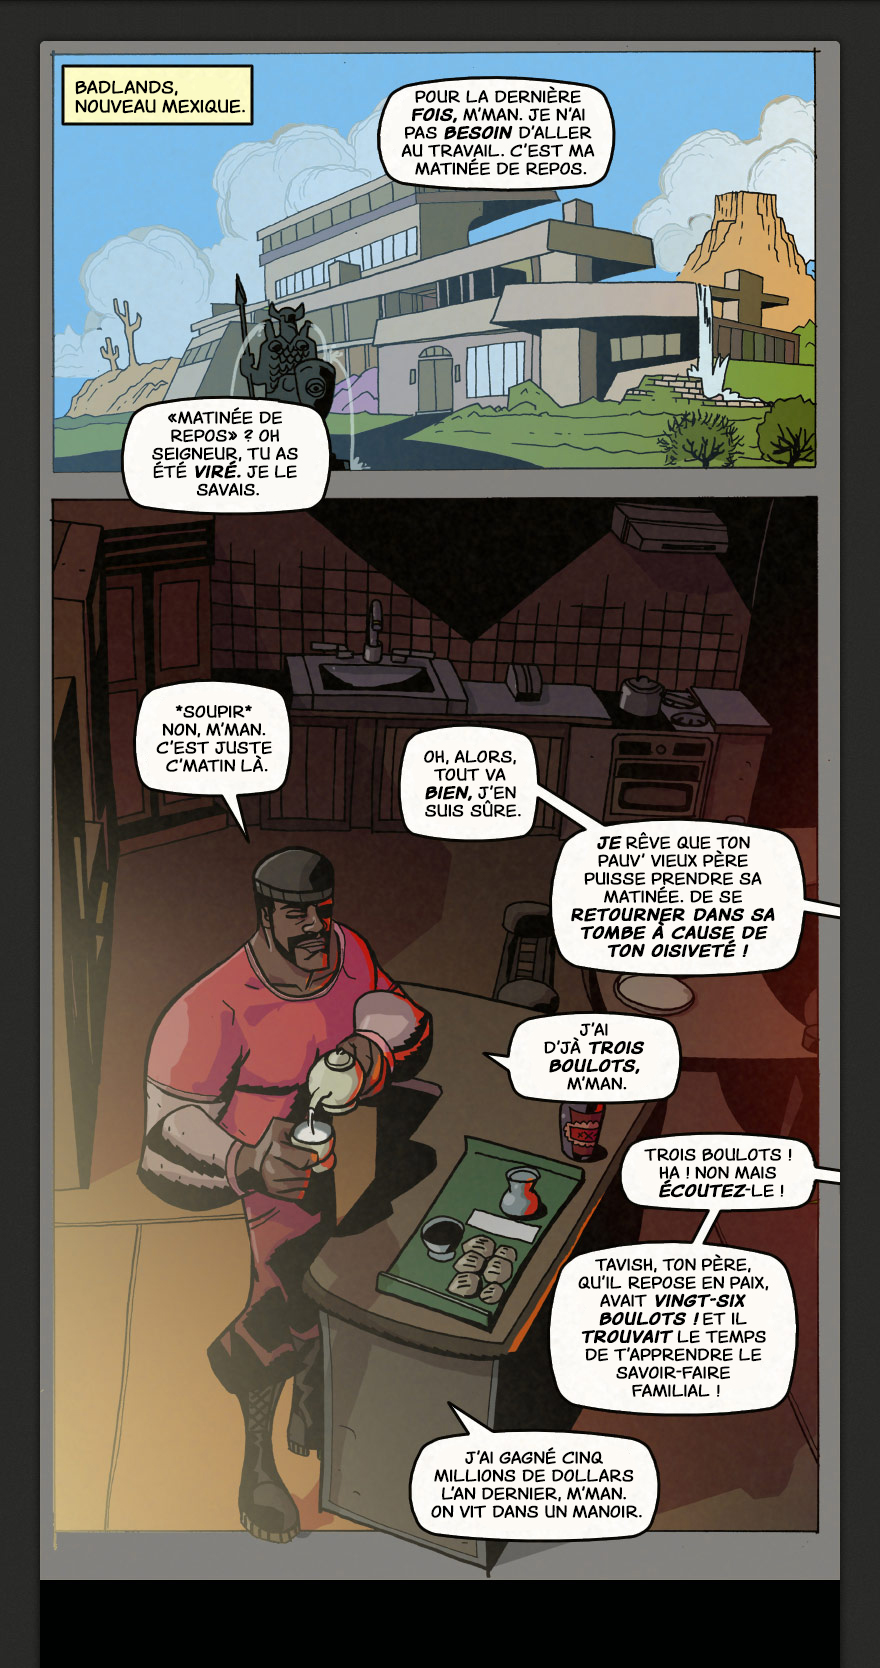 BADLANDS,
NOUVEAU MEXIQUE.
POUR LA DERNIÈRE
FOIS, M'MAN. JE N'AI
PAS BESOIN D'ALLER
AU TRAVAIL. C'EST MA
MATINÉE DE REPOS.
«MATINÉE DE
REPOS» ? OH
SEIGNEUR, TU AS
ÉTÉ VIRÉ. JE LE
SAVAIS.
*SOUPIR*
NON, M'MAN.
C'EST JUSTE
C'MATIN LÀ.
OH, ALORS,
TOUT VA
BIEN, J'EN
SUIS SÛRE.
JE RÊVE QUE TON
PAUV' VIEUX PÈRE
PUISSE PRENDRE SA
MATINÉE. DE SE
RETOURNER DANS SA
TOMBE À CAUSE DE
TON OISIVETÉ !
J'AI
D'JÀ TROIS
BOULOTS,
M'MAN.
TROIS BOULOTS !
HA ! NON MAIS
ÉCOUTEZ-LE !
TAVISH, TON PÈRE,
QU'IL REPOSE EN PAIX,
AVAIT VINGT-SIX
BOULOTS ! ET IL
TROUVAIT LE TEMPS
DE T'APPRENDRE LE
SAVOIR-FAIRE
FAMILIAL !
J'AI GAGNÉ CINQ
MILLIONS DE DOLLARS
L'AN DERNIER, M'MAN.
ON VIT DANS UN MANOIR.